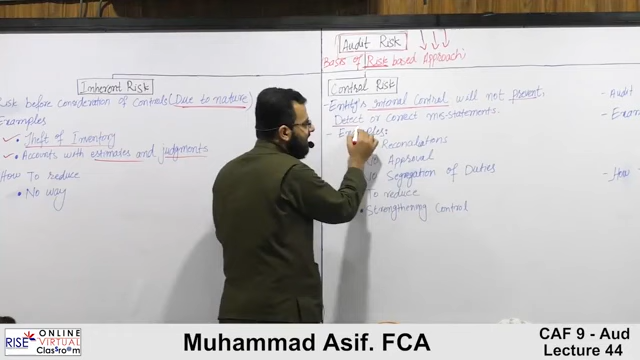 Audit Risk
Basis of Risk based Approach
Inherent Risk
Risk before consideration of controls (Due to nature)
Examples
Theft of Inventory
Accounts with estimates and judgments
How To reduce
• No way
Control Risk
- Entity's internal control will not prevent,
Detect or correct mis-statements.
- Examples:
Reconciliations
Approval
Segregation of Duties
To reduce
• Strengthening Control
- Audit
- Exam
- How
RISE
ONLINE
VIRTUAL
Classroom
Muhammad Asif. FCA
CAF 9 - Aud
Lecture 44